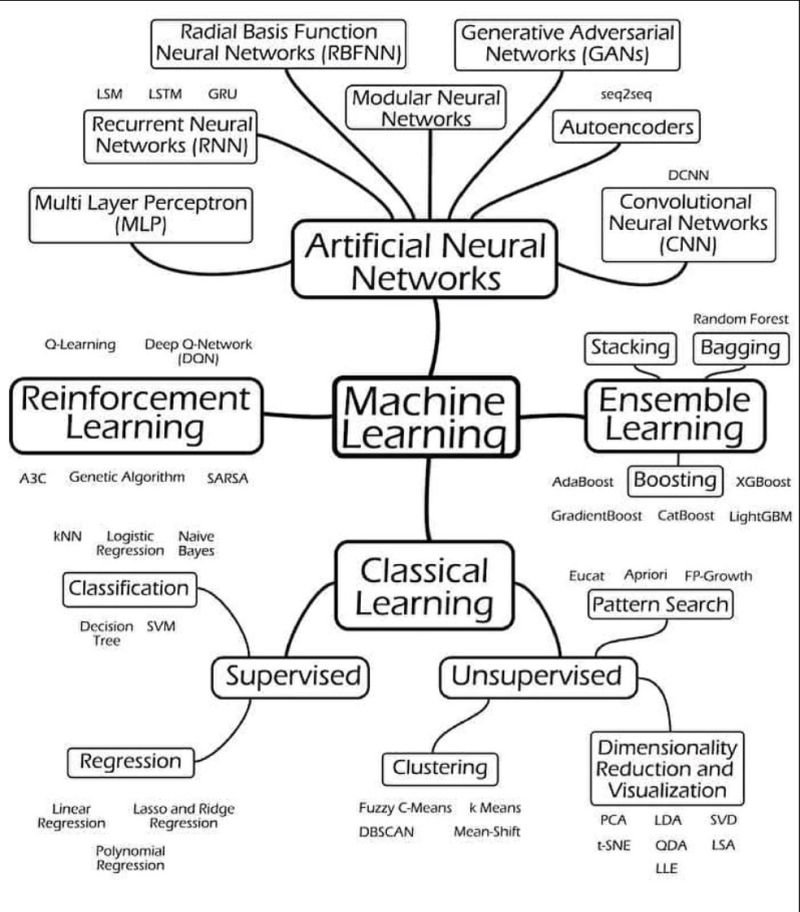 Radial Basis Function
Neural Networks (RBFNN)
Generative Adversarial
Networks (GANs)
LSM LSTM GRU
Recurrent Neural
Networks (RNN)
Modular Neural
Networks
seq2seq
Autoencoders
Multi Layer Perceptron
(MLP)
DCNN
Convolutional
Neural Networks
(CNN)
Artificial Neural
Networks
Q-Learning
Deep Q-Network
(DQN)
Reinforcement
Learning
A3C Genetic Algorithm SARSA
Machine
Learning
Random Forest
Stacking
Bagging
Ensemble
Learning
AdaBoost
Boosting
XGBoost
GradientBoost CatBoost LightGBM
Classical
Learning
kNN
Logistic
Regression
Naive
Bayes
Classification
Decision
Tree
SVM
Supervised
Regression
Linear
Regression
Lasso and Ridge
Regression
Polynomial
Regression
Eucat Apriori FP-Growth
Pattern Search
Unsupervised
Clustering
Fuzzy C-Means k Means
DBSCAN Mean-Shift
Dimensionality
Reduction and
Visualization
PCA LDA SVD
t-SNE QDA LSA
LLE